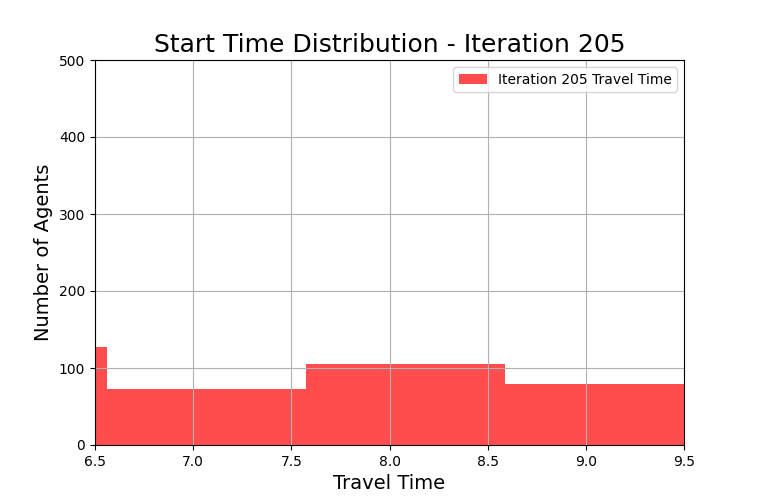 Start Time Distribution - Iteration 205
Iteration 205 Travel Time
Number of Agents
500
400
300
200
100
0
6.5 7.0 7.5 8.0 8.5 9.0 9.5
Travel Time